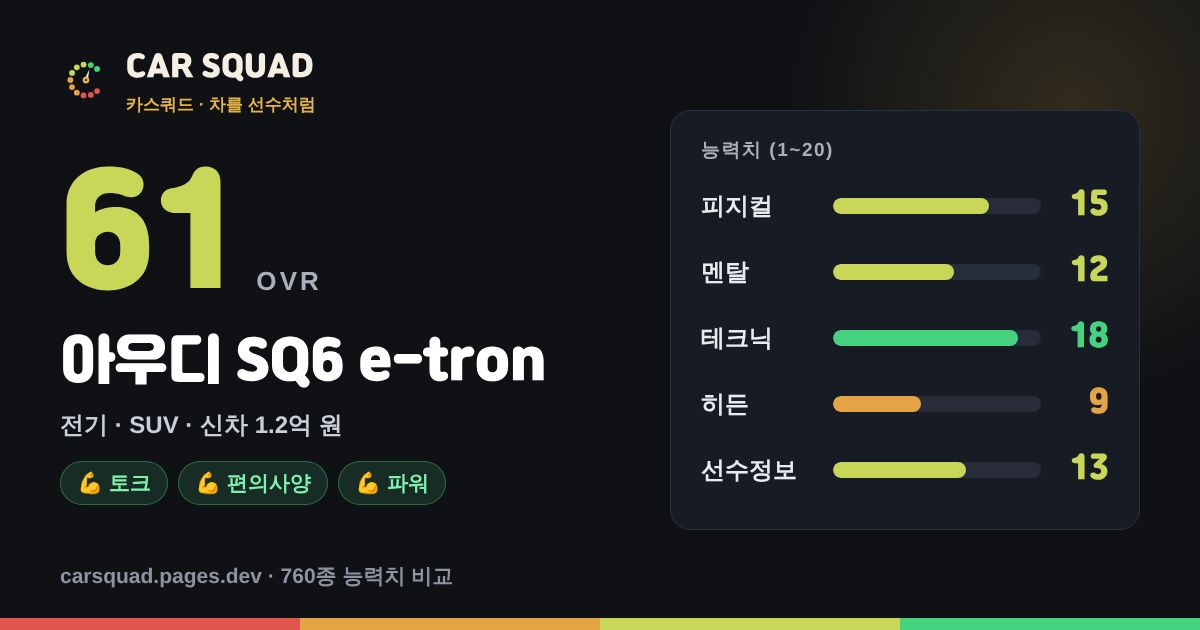 CAR SQUAD
카스쿼드 · 차를 선수처럼
61 OVR
아우디 SQ6 e-tron
전기 · SUV · 신차 1.2억 원
💪 토크 💪 편의사양 💪 파워
carsquad.pages.dev · 760종 능력치 비교
능력치 (1~20)
피지컬 15
멘탈 12
테크닉 18
히든 9
선수정보 13